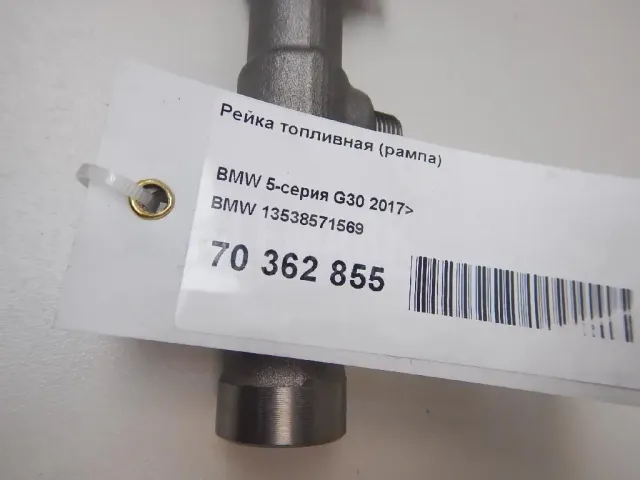 Рейка топливная (рампа)
BMW 5-серия G30 2017>
BMW 13538571569
70 362 855